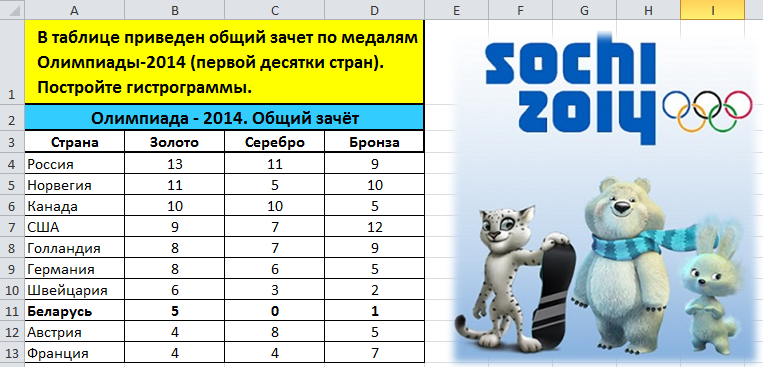 A B C D E F G H I
1 В таблице приведен общий зачет по медалям
Олимпиады-2014 (первой десятки стран).
Постройте гистрограммы.
2 Олимпиада - 2014. Общий зачёт
3 Страна Золото Серебро Бронза
4 Россия 13 11 9
5 Норвегия 11 5 10
6 Канада 10 10 5
7 США 9 7 12
8 Голландия 8 7 9
9 Германия 8 6 5
10 Швейцария 6 3 2
11 Беларусь 5 0 1
12 Австрия 4 8 5
13 Франция 4 4 7
sochi
2014